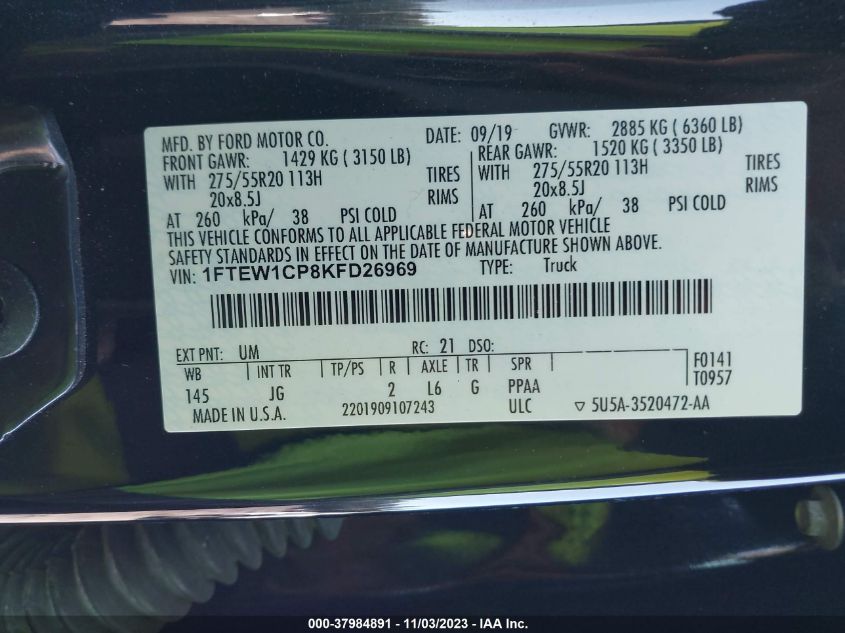 MFD. BY FORD MOTOR CO. DATE: 09/19 GVWR: 2885 KG ( 6360 LB)
FRONT GAWR: 1429 KG ( 3150 LB) REAR GAWR: 1520 KG ( 3350 LB)
WITH 275/55R20 113H TIRES WITH 275/55R20 113H TIRES
20x8.5J RIMS 20x8.5J RIMS
AT 260 kPa/ 38 PSI COLD AT 260 kPa/ 38 PSI COLD
THIS VEHICLE CONFORMS TO ALL APPLICABLE FEDERAL MOTOR VEHICLE
SAFETY STANDARDS IN EFFECT ON THE DATE OF MANUFACTURE SHOWN ABOVE.
VIN: 1FTEW1CP8KFD26969 TYPE: Truck
EXT PNT: UM RC: 21 DSO:
WB INT TR TP/PS R AXLE TR SPR F0141
145 JG 2 L6 G PPAA T0957
MADE IN U.S.A. 2201909107243 ULC ▽ 5U5A-3520472-AA
000-37984891 - 11/03/2023 - IAA Inc.